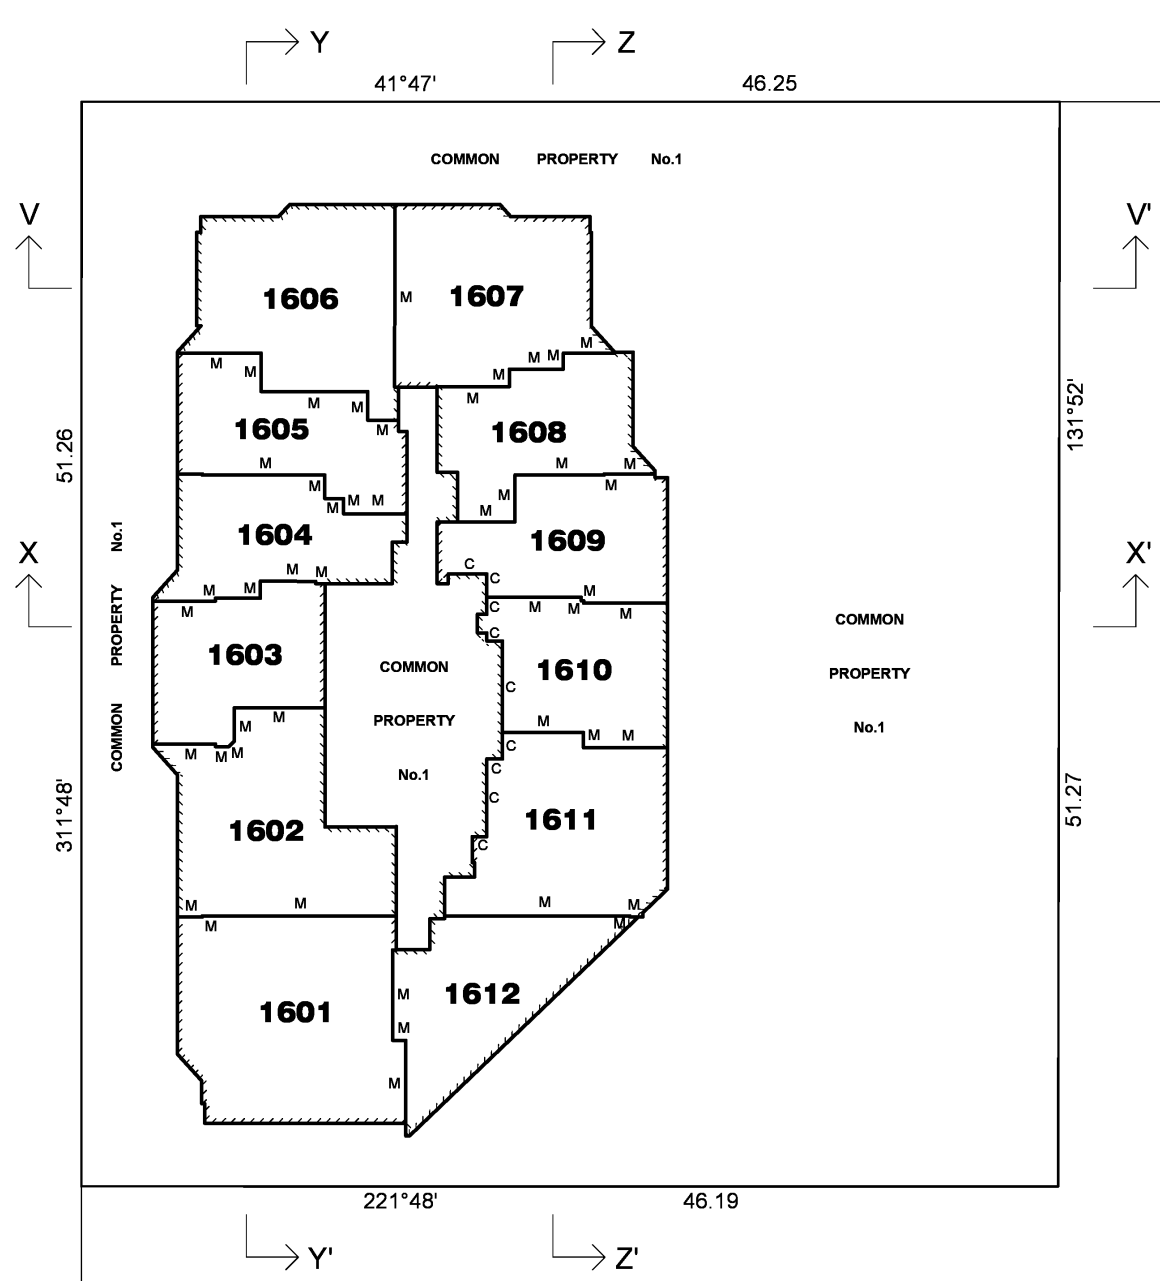 Y
Z
41°47'
46.25
COMMON PROPERTY No.1
V
V'
1606
M
1607
M
M
M
M
M
M
M
M
M
M
M
1605
1608
131°52'
51.26
M
M
M
M
M
M
M
M
M
M
M
1604
1609
COMMON PROPERTY No.1
X
X'
C
M
M
C
M
M
M
M
C
M
M
C
COMMON
1603
COMMON
1610
PROPERTY
C
PROPERTY
M
M
M
M
M
M
C
No.1
M
M
M
C
No.1
C
311°48'
51.27
1602
1611
C
M
M
M
M
M
M
1601
M
1612
M
M
221°48'
46.19
Y'
Z'